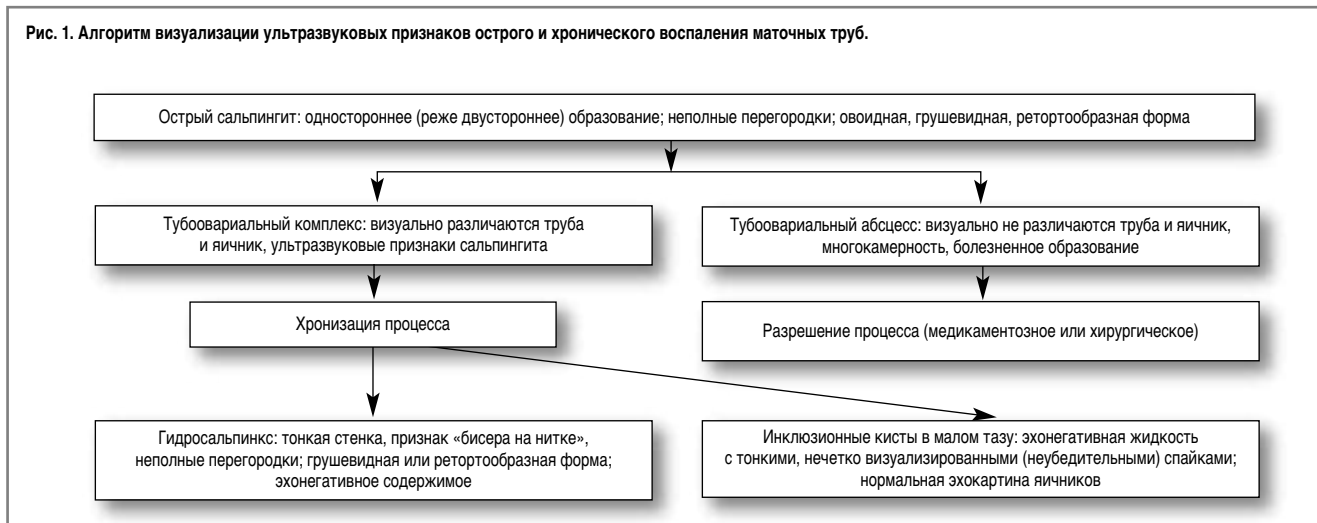 Рис. 1. Алгоритм визуализации ультразвуковых признаков острого и хронического воспаления маточных труб.
Острый сальпингит: одностороннее (реже двустороннее) образование; неполные перегородки; овоидная, грушевидная, ретортообразная форма
Тубоовариальный комплекс: визуально различаются труба
и яичник, ультразвуковые признаки сальпингита
Тубоовариальный абсцесс: визуально не различаются труба и яичник,
многокамерность, болезненное образование
Хронизация процесса
Разрешение процесса (медикаментозное или хирургическое)
Гидросальпинкс: тонкая стенка, признак «бисера на нитке»,
неполные перегородки; грушевидная или ретортообразная форма;
эхонегативное содержимое
Инклюзионные кисты в малом тазу: эхонегативная жидкость
с тонкими, нечетко визуализированными (неубедительными) спайками;
нормальная эхокартина яичников